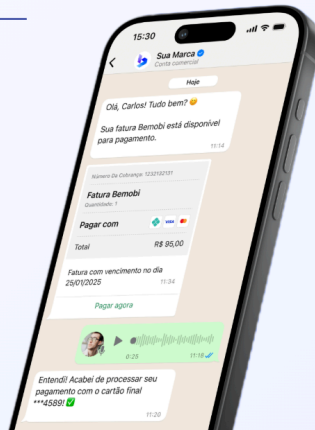 15:30
Sua Marca
Conta comercial
Hoje
Olá, Carlos! Tudo bem? 😄
Sua fatura Bemobi está disponível
para pagamento.
11:14
Número De Cobrança: 1232132131
Fatura Bemobi
Quantidade: 1
Pagar com
VISA
Total
R$ 95,00
Fatura com vencimento no dia
25/01/2025
11:34
Pagar agora
0:25
11:18
Entendi! Acabei de processar seu
pagamento com o cartão final
***4589! ✅
11:20